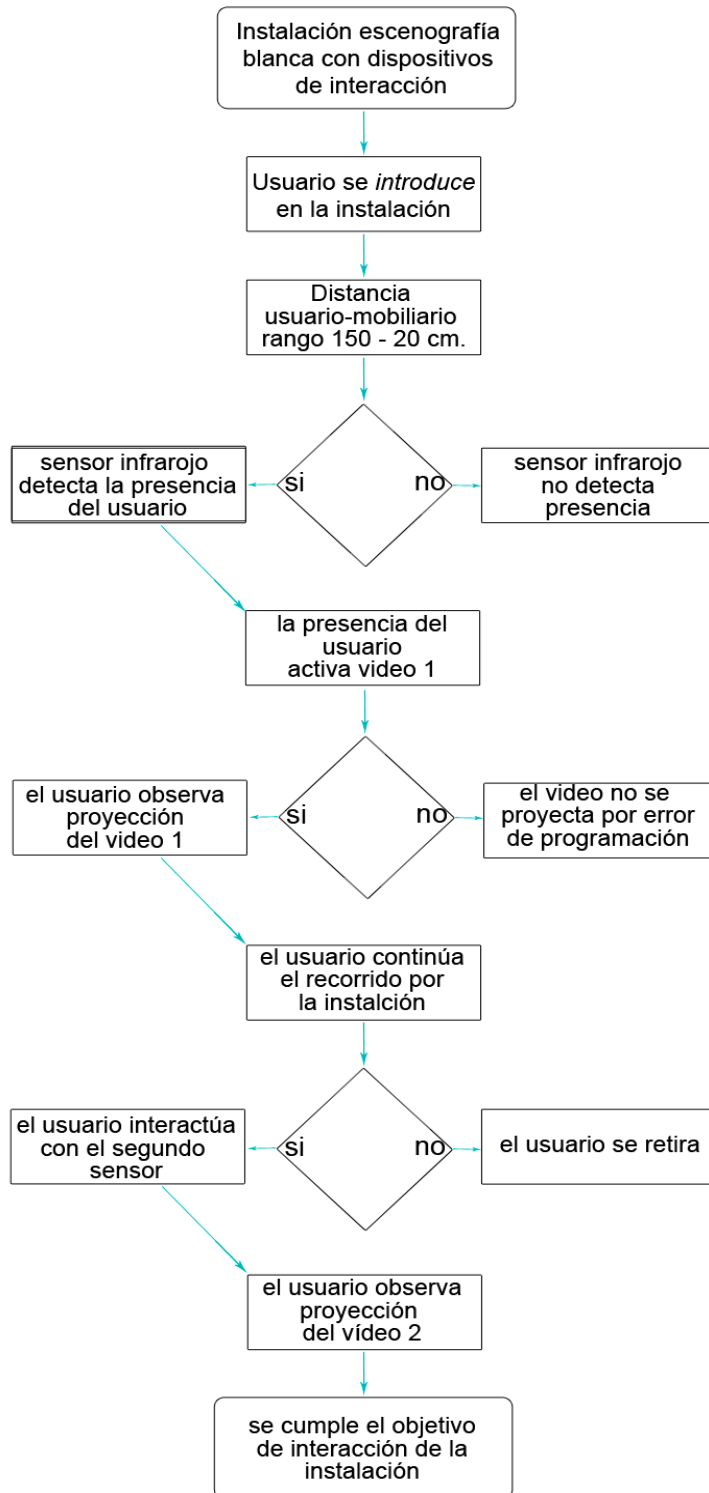 Instalación escenografía
blanca con dispositivos
de interacción
Usuario se introduce
en la instalación
Distancia
usuario-mobiliario
rango 150 - 20 cm.
sensor infrarojo
detecta la presencia
del usuario
si
no
sensor infrarojo
no detecta
presencia
la presencia del
usuario
activa video 1
el usuario observa
proyección
del video 1
si
no
el video no se
proyecta por error
de programación
el usuario continúa
el recorrido por
la instalción
el usuario interactúa
con el segundo
sensor
si
no
el usuario se retira
el usuario observa
proyección
del vídeo 2
se cumple el objetivo
de interacción de la
instalación